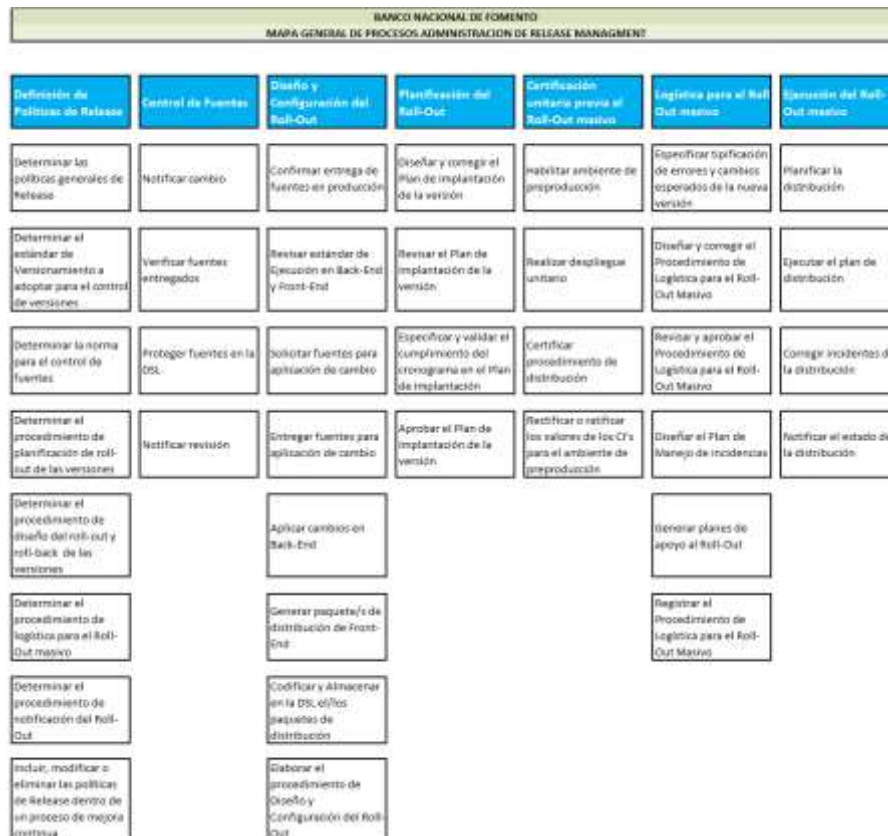 BANCO NACIONAL DE FOMENTO
MAPA GENERAL DE PROCESOS ADMINISTRACION DE RELEASE MANAGMENT
Definición de
Políticas de Release
Control de Fuentes
Diseño y
Configuración del
Roll-Out
Planificación del
Roll-Out
Certificación
unitaria previa el
Roll-Out masivo
Logística para el Roll
Out masivo
Ejecución del Roll-
Out masivo
Determinar las
políticas generales de
Release
Notificar cambio
Confirmar entrega de
fuentes en producción
Diseñar y corregir el
Plan de implantación
de la versión
Habilitar ambiente de
preproducción
Especificar tipificación
de errores y cambios
esperados de la nueva
versión
Planificar la
distribución
Determinar el
estándar de
Versionamiento a
adoptar para el control
de versiones
Verificar fuentes
entregados
Revisar estándar de
Ejecución en Back-End
y Front-End
Revisar el Plan de
implantación de la
versión
Realizar despliegue
unitario
Diseñar y corregir el
Procedimiento de
Logística para el Roll-
Out Masivo
Ejecutar el plan de
distribución
Determinar la norma
para el control de
fuentes
Proteger fuentes en la
DSL
Solicitar fuentes para
aplicación de cambio
Especificar y validar el
cumplimiento del
cronograma en el Plan
de implantación
Certificar
procedimiento de
distribución
Revisar y aprobar el
Procedimiento de
Logística para el Roll-
Out Masivo
Corregir incidentes d
la distribución
Determinar el
procedimiento de
planificación de roll-
out de las versiones
Notificar revisión
Entregar fuentes para
aplicación de cambio
Aprobar el Plan de
implantación de la
versión
Rectificar o ratificar
los valores de los CI's
para el ambiente de
preproducción
Diseñar el Plan de
Manejo de incidencias
Notificar el estado de
la distribución
Determinar el
procedimiento de
diseño del roll-out y
roll-back de las
versiones
Aplicar cambios en
Back-End
Generar planes de
apoyo al Roll-Out
Determinar el
procedimiento de
logística para el Roll-
Out masivo
Generar paquete/s de
distribución de Front-
End
Registrar el
Procedimiento de
Logística para el Roll-
Out Masivo
Determinar el
procedimiento de
notificación del Roll-
Out
Codificar y Almacenar
en la DSL el/los
paquetes de
distribución
Incluir, modificar o
eliminar las políticas
de Release dentro de
un proceso de mejora
continua
Elaborar el
procedimiento de
Diseño y
Configuración del Roll-
Out